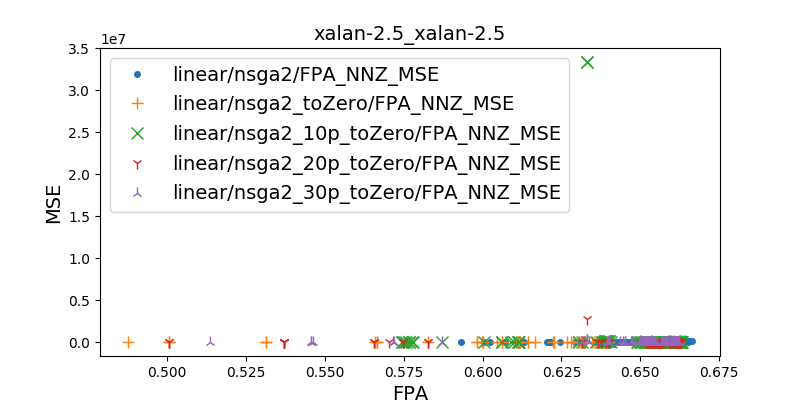 xalan-2.5_xalan-2.5
1e7
3.5
3.0
2.5
2.0
1.5
1.0
0.5
0.0
MSE
linear/nsga2/FPA_NNZ_MSE
linear/nsga2_toZero/FPA_NNZ_MSE
linear/nsga2_10p_toZero/FPA_NNZ_MSE
linear/nsga2_20p_toZero/FPA_NNZ_MSE
linear/nsga2_30p_toZero/FPA_NNZ_MSE
0.500 0.525 0.550 0.575 0.600 0.625 0.650 0.675
FPA